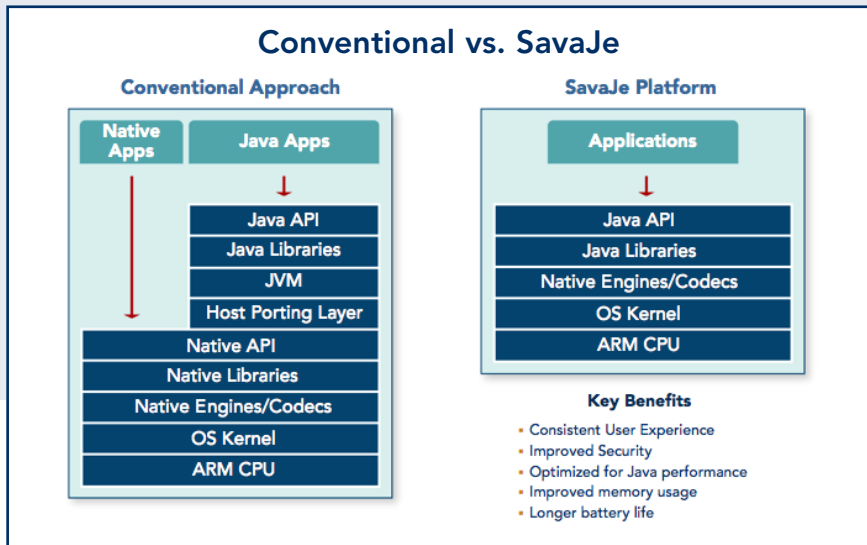 Conventional vs. SavaJe
Conventional Approach
Native
Apps
Java Apps
Java API
Java Libraries
JVM
Host Porting Layer
Native API
Native Libraries
Native Engines/Codecs
OS Kernel
ARM CPU
SavaJe Platform
Applications
Java API
Java Libraries
Native Engines/Codecs
OS Kernel
ARM CPU
Key Benefits
• Consistent User Experience
• Improved Security
• Optimized for Java performance
• Improved memory usage
• Longer battery life